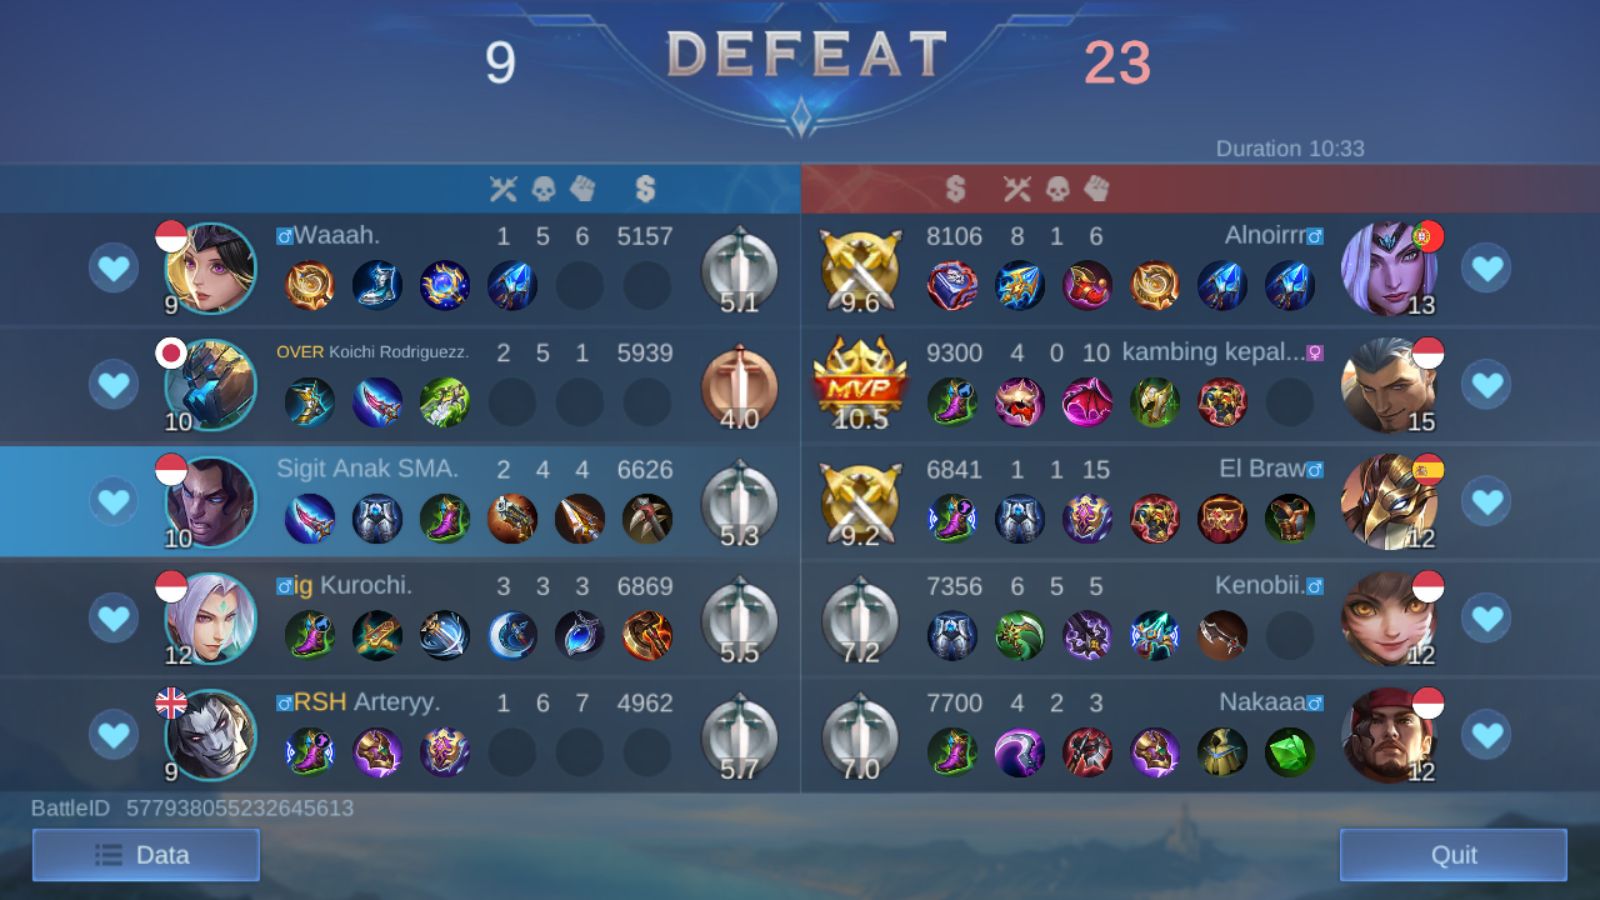 9 DEFEAT 23
Duration 10:33
Waaah. 1 5 6 5157
9 5.1
8106 8 1 6 Alnoirrr
9.6 13
OVER Koichi Rodriguezz. 2 5 1 5939
10 4.0
9300 4 0 10 kambing kepal...
MVP
10.5 15
Sigit Anak SMA. 2 4 4 6626
10 5.3
6841 1 1 15 El Braw
9.2 12
ig Kurochi. 3 3 3 6869
12 5.5
7356 6 5 5 Kenobii.
7.2 12
RSH Arteryy. 1 6 7 4962
9 5.7
7700 4 2 3 Nakaaa
7.0 12
BattleID 577938055232645613
Data
Quit